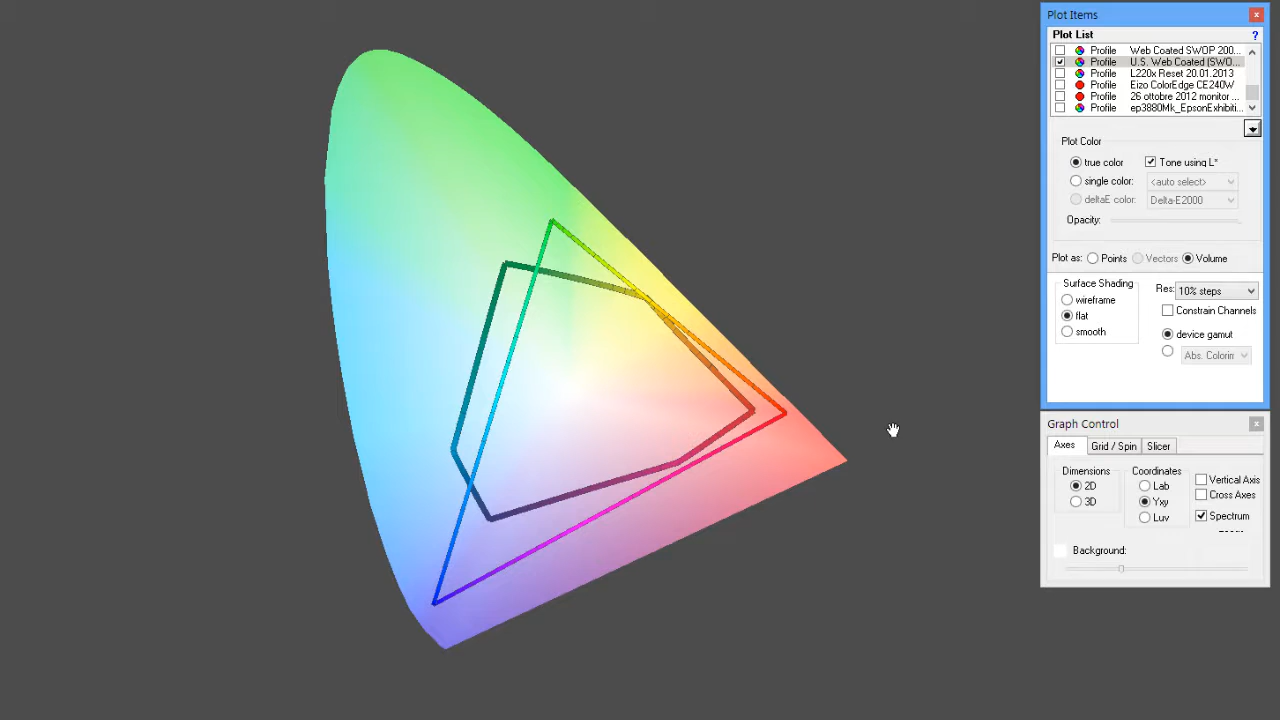 Plot Items
Plot List ?
Profile Web Coated SWOP 200...
Profile U.S. Web Coated (SWO...
Profile L220x Reset 20.01.2013
Profile Eizo ColorEdge CE240W
Profile 26 ottobre 2012 monitor ...
Profile ep3880Mk_EpsonExhibiti...
Plot Color
true color Tone using L*
single color: <auto select>
deltaE color: Delta-E2000
Opacity:
Plot as: Points Vectors Volume
Surface Shading Res: 10% steps
wireframe Constrain Channels
flat device gamut
smooth Abs. Colorin
Graph Control
Axes Grid / Spin Slicer
Dimensions Coordinates
2D Lab Vertical Axis
3D Yxy Cross Axes
Luv Spectrum
Background: